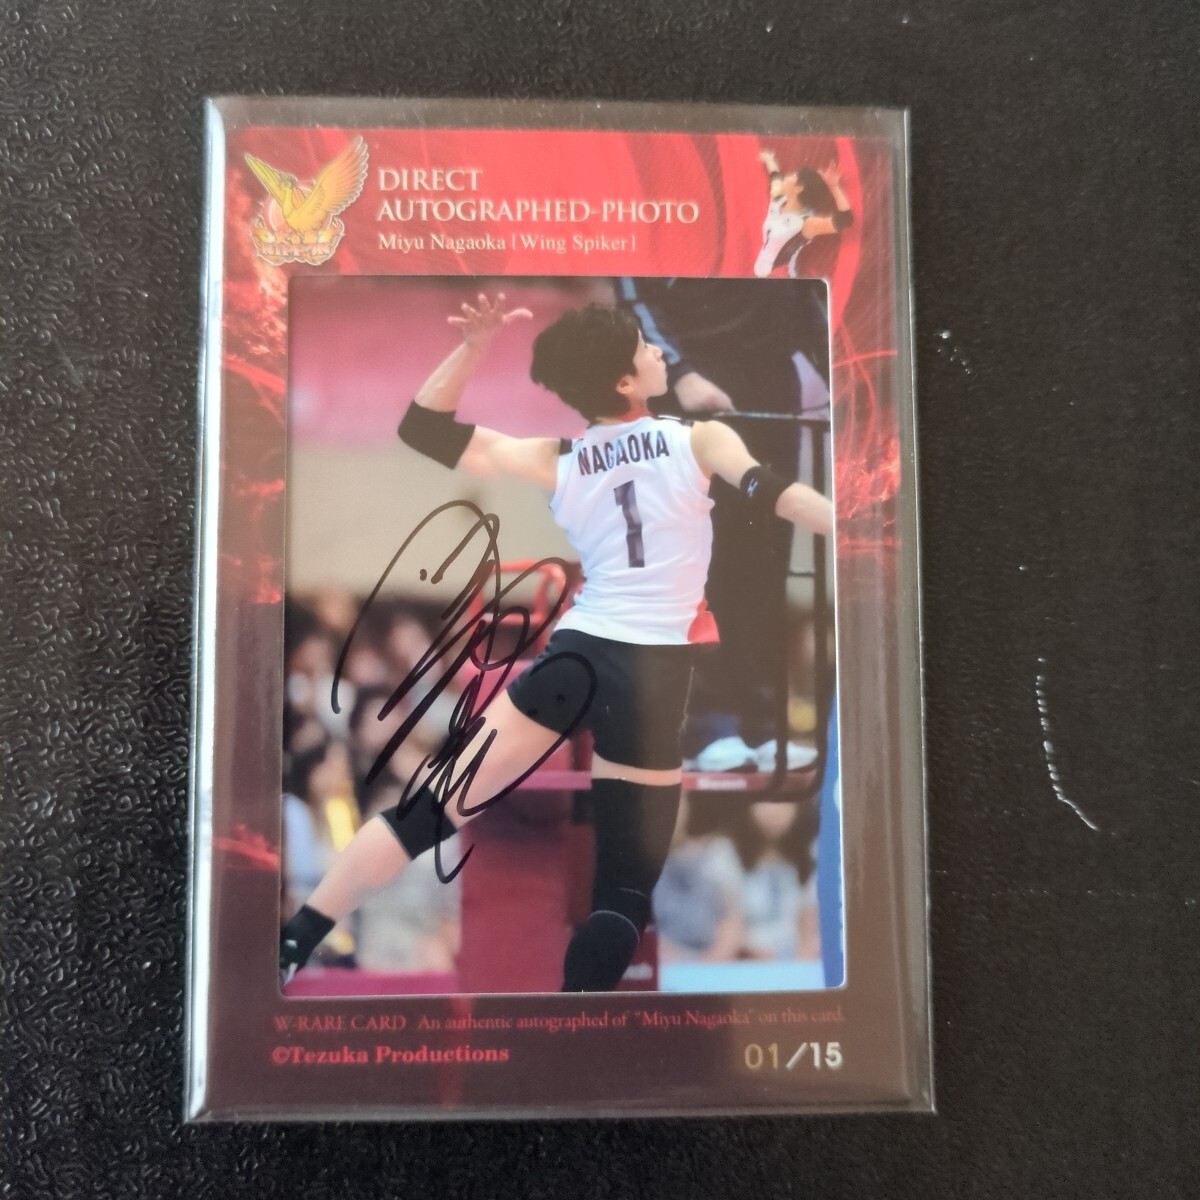 DIRECT
AUTOGRAPHED-PHOTO
Miyu Nagaoka [Wing Spiker]
NIPPON
NAGAOKA
1
W-RARE CARD An authentic autographed of "Miyu Nagaoka" on this card.
©Tezuka Productions
01/15